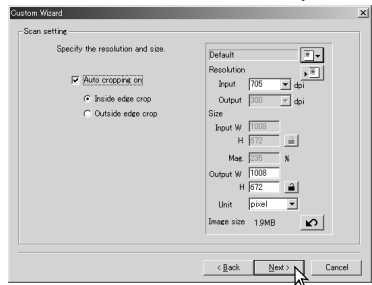 Custom Wizard
Scan setting
Specify the resolution and size.
Auto cropping on
Inside edge crop
Outside edge crop
Default
Resolution
Input 705 dpi
Output 300 dpi
Size
Input W 1008
H 672
Mag. 235 %
Output W 1008
H 672
Unit pixel
Image size 1.9MB
< Back
Next >
Cancel